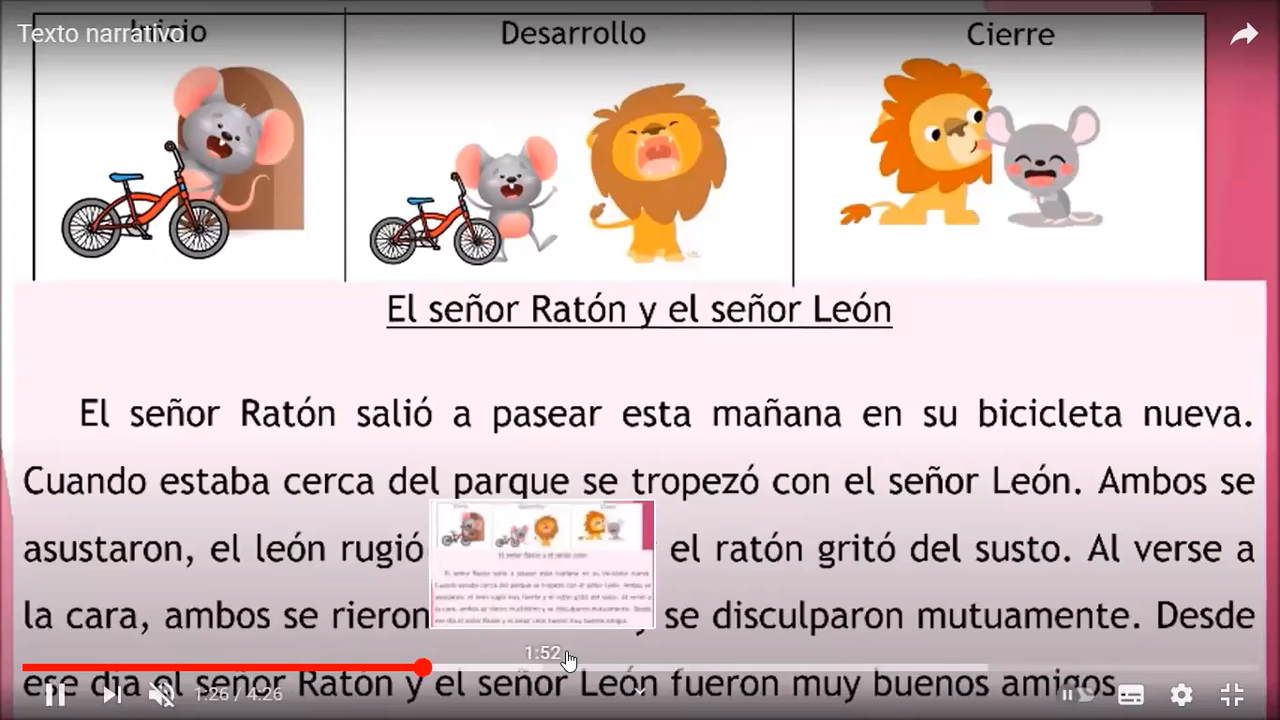 Texto narrativo
Inicio
Desarrollo
Cierre
El señor Ratón y el señor León
El señor Ratón salió a pasear esta mañana en su bicicleta nueva.
Cuando estaba cerca del parque se tropezó con el señor León. Ambos se
asustaron, el león rugió el ratón gritó del susto. Al verse a
la cara, ambos se rieron y se disculparon mutuamente. Desde
ese día el señor Ratón y el señor León fueron muy buenos amigos.
1:52
1:26 / 4:26